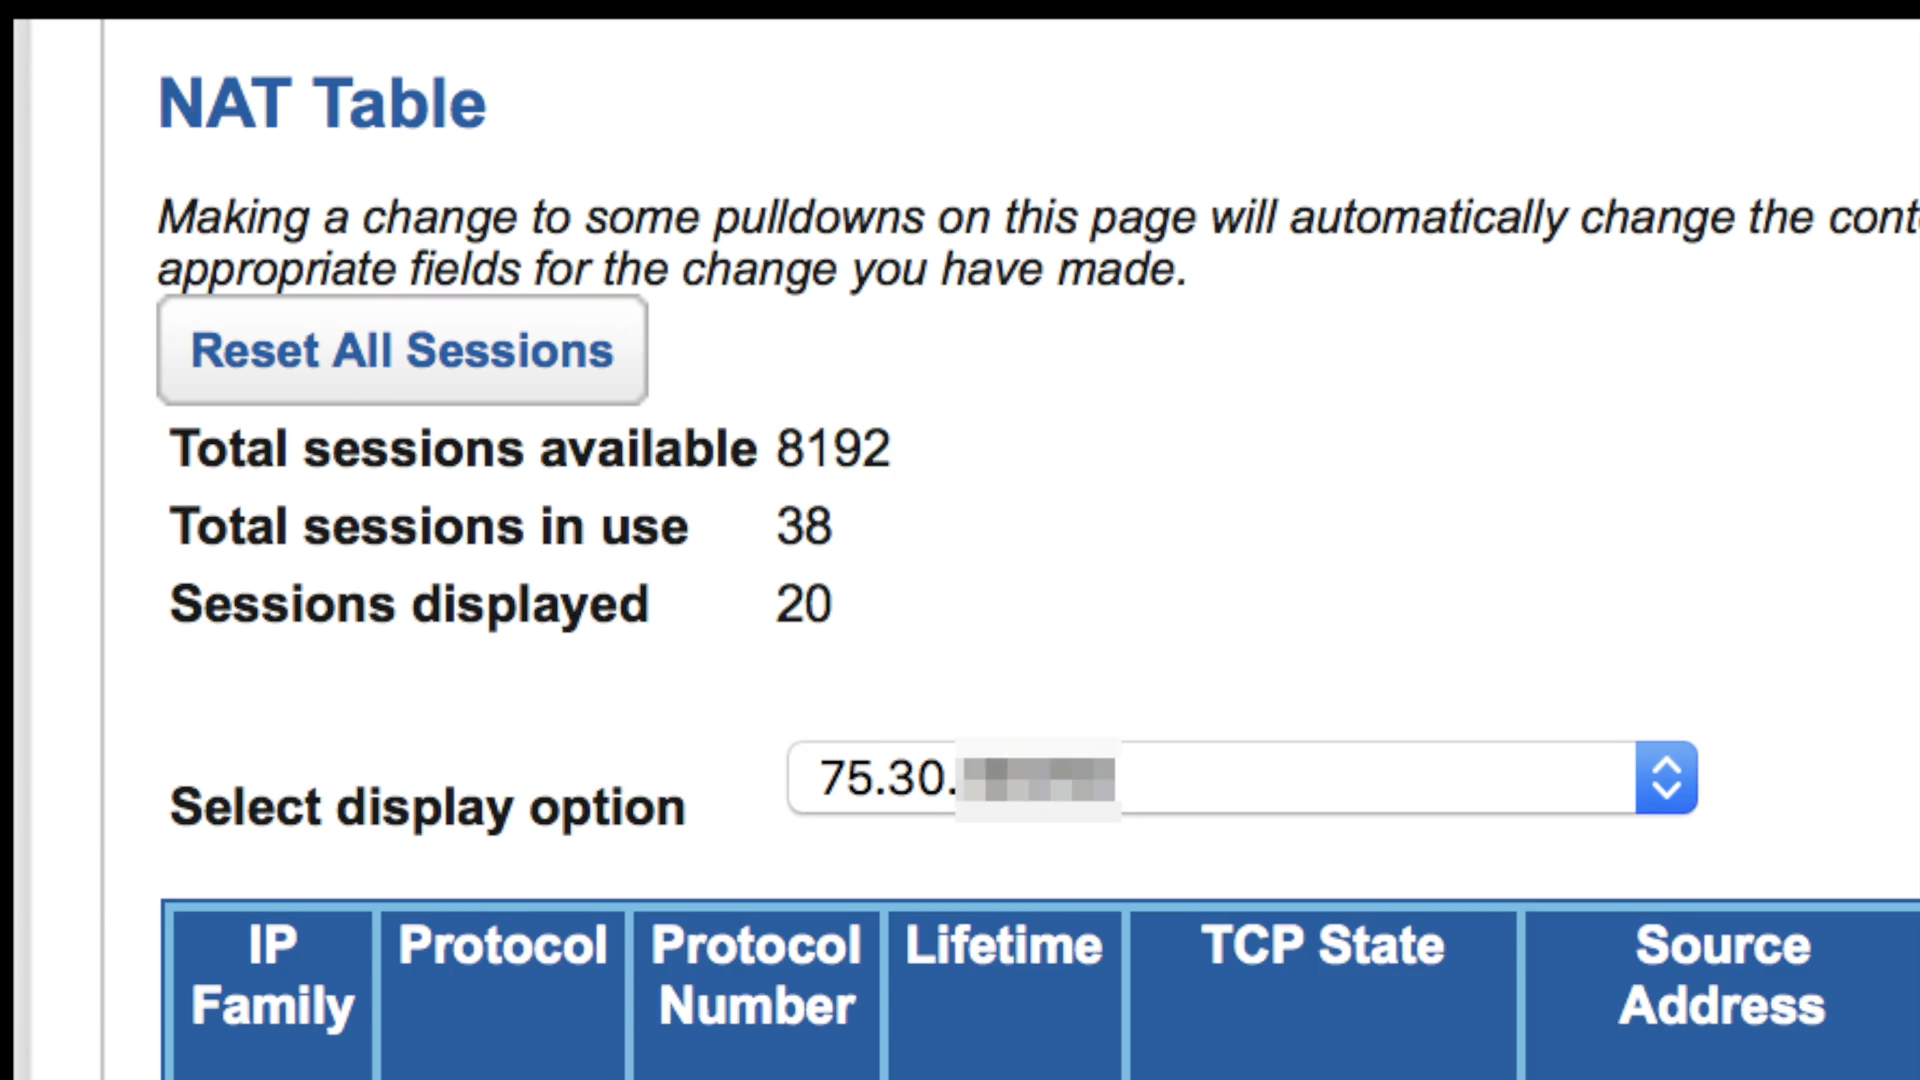 NAT Table
Making a change to some pulldowns on this page will automatically change the
appropriate fields for the change you have made.
Reset All Sessions
Total sessions available 8192
Total sessions in use 38
Sessions displayed 20
Select display option 75.30.
IP Family Protocol Protocol Number Lifetime TCP State Source Address